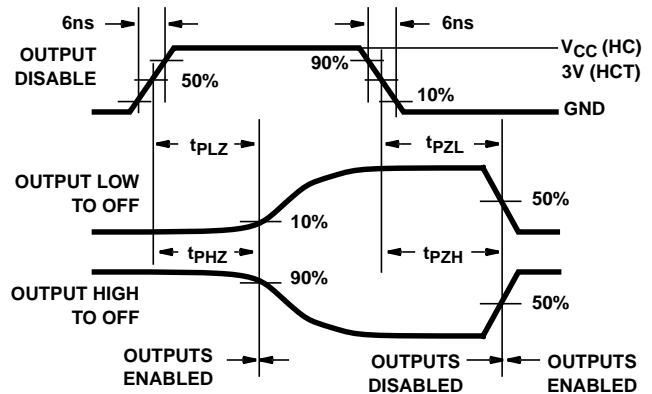 6ns
6ns
OUTPUT
DISABLE
50%
90%
10%
VCC (HC)
3V (HCT)
GND
tPLZ
tPZL
OUTPUT LOW
TO OFF
10%
50%
tPHZ
tPZH
OUTPUT HIGH
TO OFF
90%
50%
OUTPUTS
ENABLED
OUTPUTS
DISABLED
OUTPUTS
ENABLED